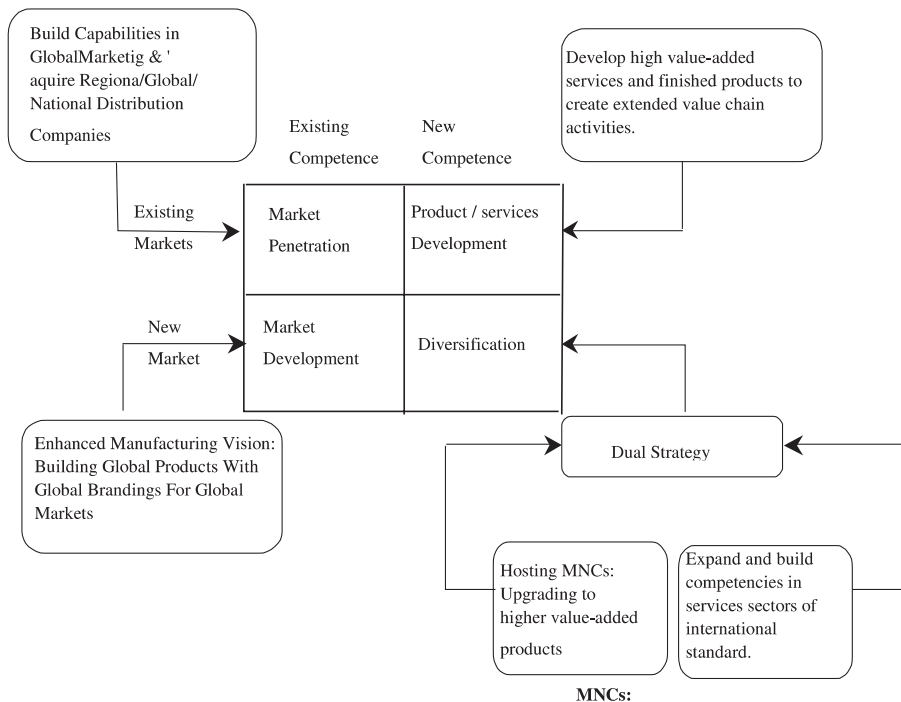 Build Capabilities in
GlobalMarketig & '
aquire Regiona/Global/
National Distribution
Companies
Develop high value-added
services and finished products to
create extended value chain
activities.
Existing
Competence
New
Competence
Existing
Markets
Market
Penetration
Product / services
Development
New
Market
Market
Development
Diversification
Enhanced Manufacturing Vision:
Building Global Products With
Global Brandings For Global
Markets
Dual Strategy
Hosting MNCs:
Upgrading to
higher value-added
products
Expand and build
competencies in
services sectors of
international
standard.
MNCs: